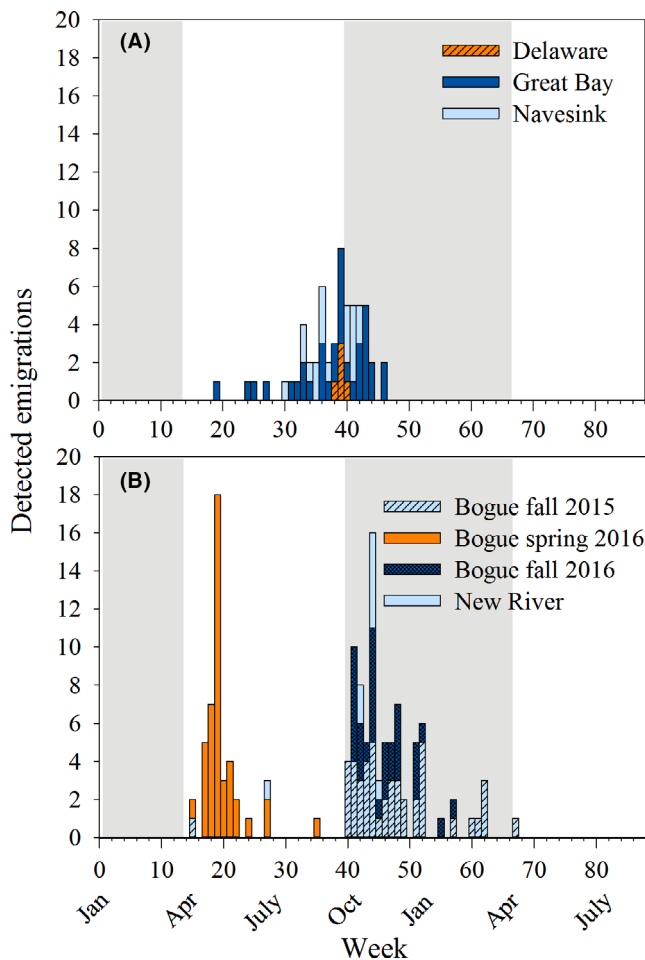 20
(A)
Delaware
18
Great Bay
16
Navesink
14
12
10
8
6
4
2
0
0 10 20 30 40 50 60 70 80
Detected emigrations
20
(B)
18
Bogue fall 2015
16
Bogue spring 2016
14
Bogue fall 2016
12
New River
10
8
6
4
2
0
0 10 20 30 40 50 60 70 80
Jan Apr July Oct Jan Apr July
Week